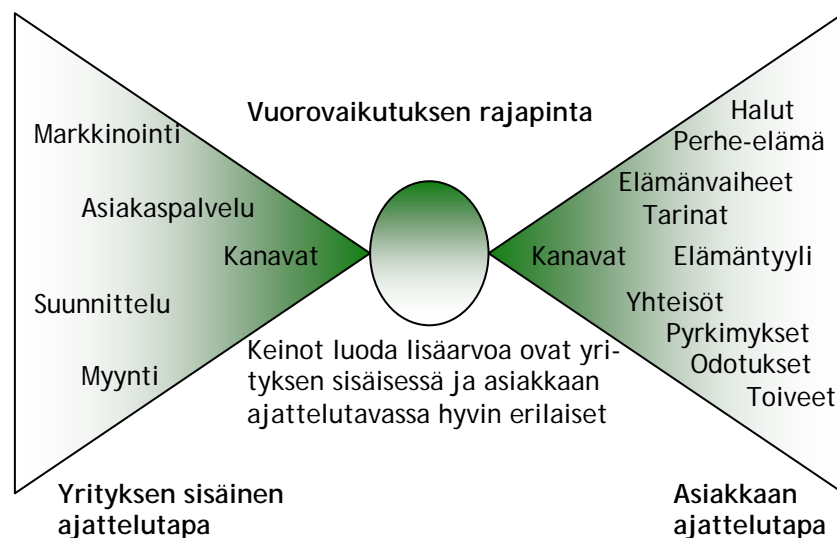 Vuorovaikutuksen rajapinta
Markkinointi
Asiakaspalvelu
Kanavat
Suunnittelu
Myynti
Halut
Perhe-elämä
Elämänvaiheet
Tarinat
Kanavat
Elämäntyyli
Yhteisöt
Pyrkimykset
Odotukset
Toiveet
Keinot luoda lisäarvoa ovat yri-
tyksen sisäisessä ja asiakkaan
ajattelutavassa hyvin erilaiset
Yrityksen sisäinen
ajattelutapa
Asiakkaan
ajattelutapa